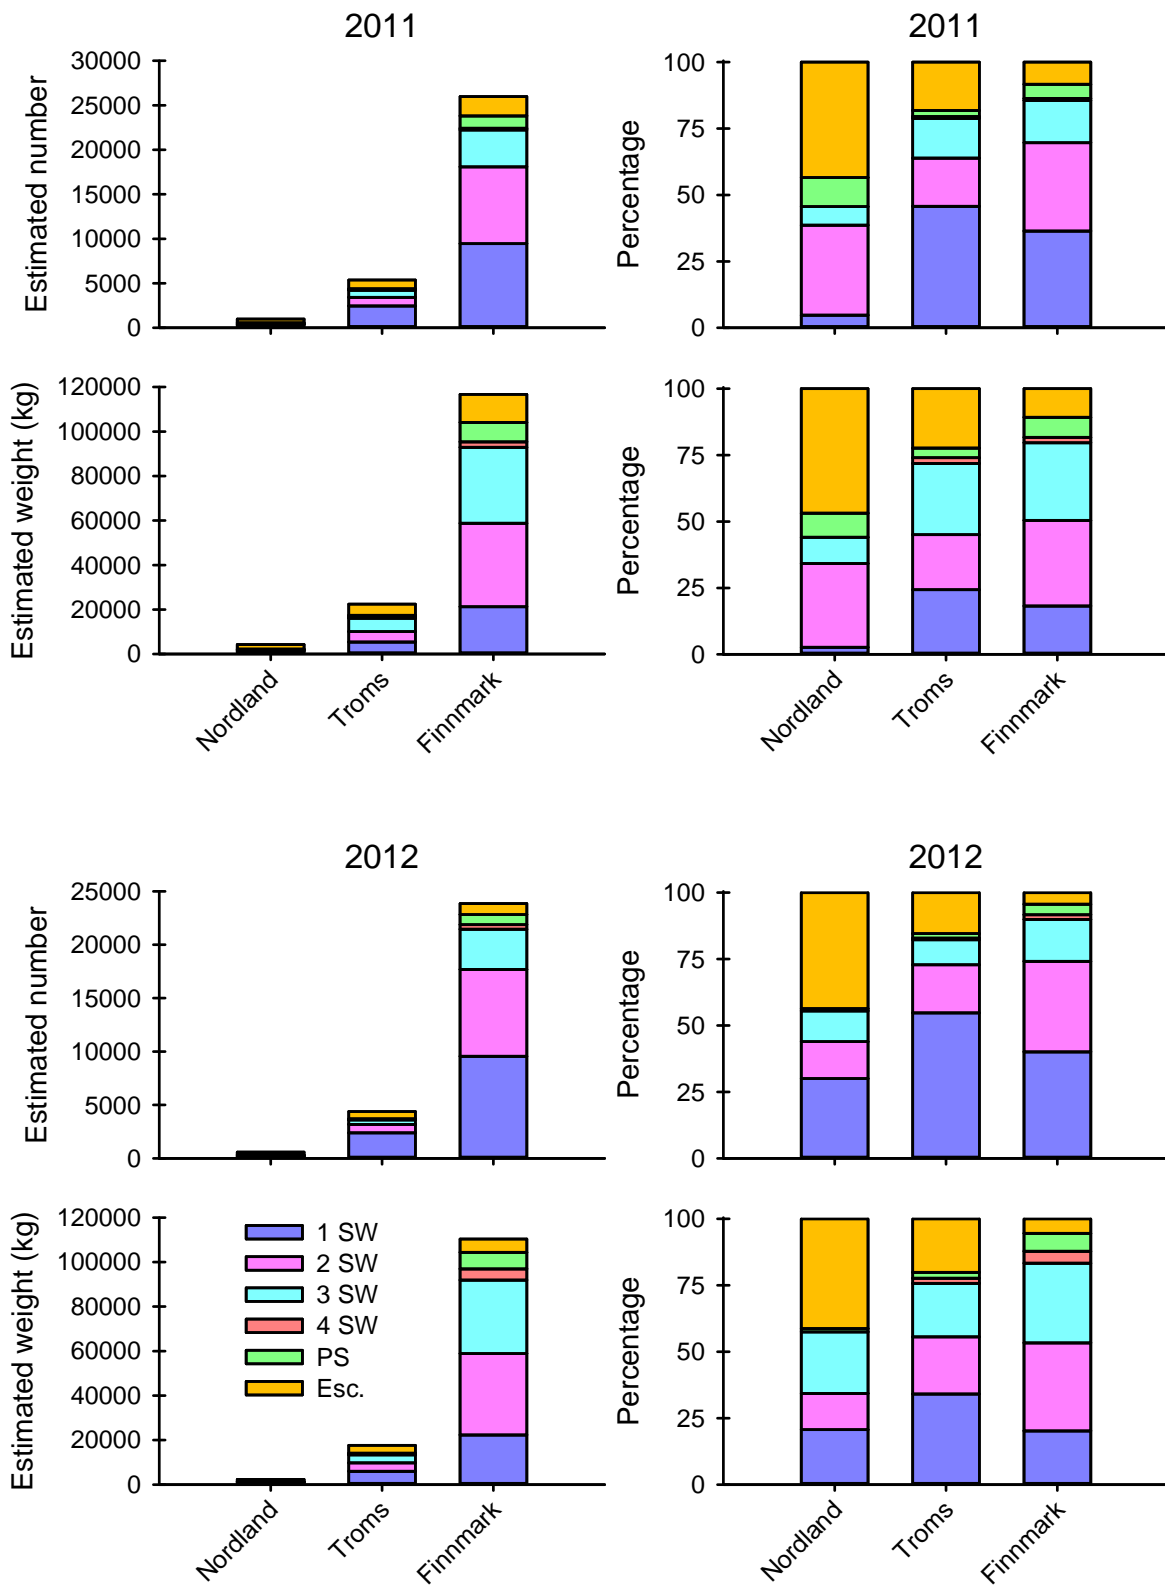 2011
2011
30000
25000
20000
15000
10000
5000
0
Estimated number
100
75
50
25
0
Percentage
120000
100000
80000
60000
40000
20000
0
Estimated weight (kg)
Nordland
Troms
Finnmark
100
75
50
25
0
Percentage
Nordland
Troms
Finnmark
2012
2012
25000
20000
15000
10000
5000
0
Estimated number
100
75
50
25
0
Percentage
120000
100000
80000
60000
40000
20000
0
Estimated weight (kg)
1 SW
2 SW
3 SW
4 SW
PS
Esc.
Nordland
Troms
Finnmark
100
75
50
25
0
Percentage
Nordland
Troms
Finnmark